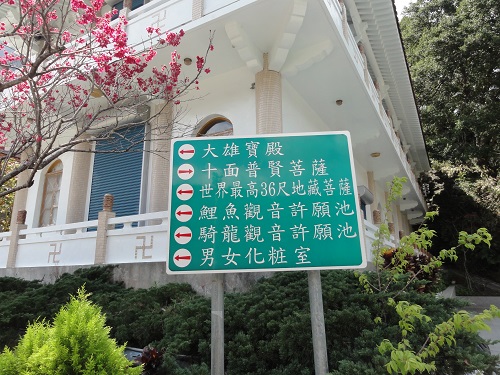 大雄寶殿
十面普賢菩薩
世界最高36尺地藏菩薩
鯉魚觀音許願池
騎龍觀音許願池
男女化粧室